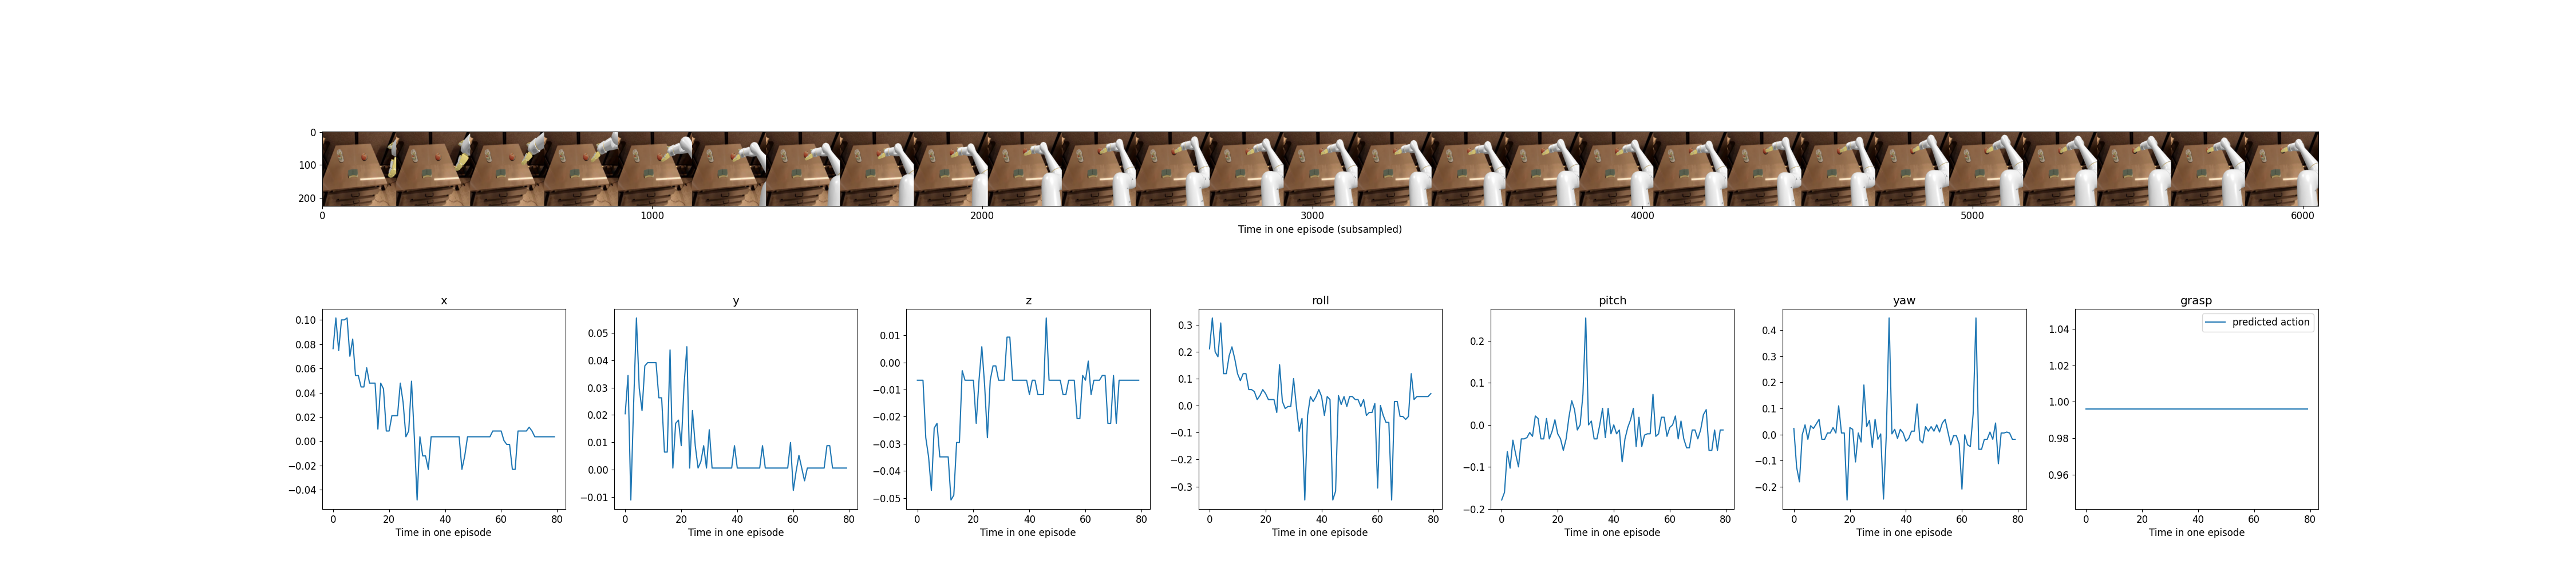 0
100
200
0 1000 2000 3000 4000 5000 6000
Time in one episode (subsampled)
x y z roll pitch yaw grasp
0.10
0.08
0.06
0.04
0.02
0.00
−0.02
−0.04
0 20 40 60 80
Time in one episode
0.05
0.04
0.03
0.02
0.01
0.00
−0.01
0 20 40 60 80
Time in one episode
0.01
0.00
−0.01
−0.02
−0.03
−0.04
−0.05
0 20 40 60 80
Time in one episode
0.3
0.2
0.1
0.0
−0.1
−0.2
−0.3
0 20 40 60 80
Time in one episode
0.2
0.1
0.0
−0.1
−0.2
0 20 40 60 80
Time in one episode
0.4
0.3
0.2
0.1
0.0
−0.1
−0.2
0 20 40 60 80
Time in one episode
predicted action
1.04
1.02
1.00
0.98
0.96
0 20 40 60 80
Time in one episode